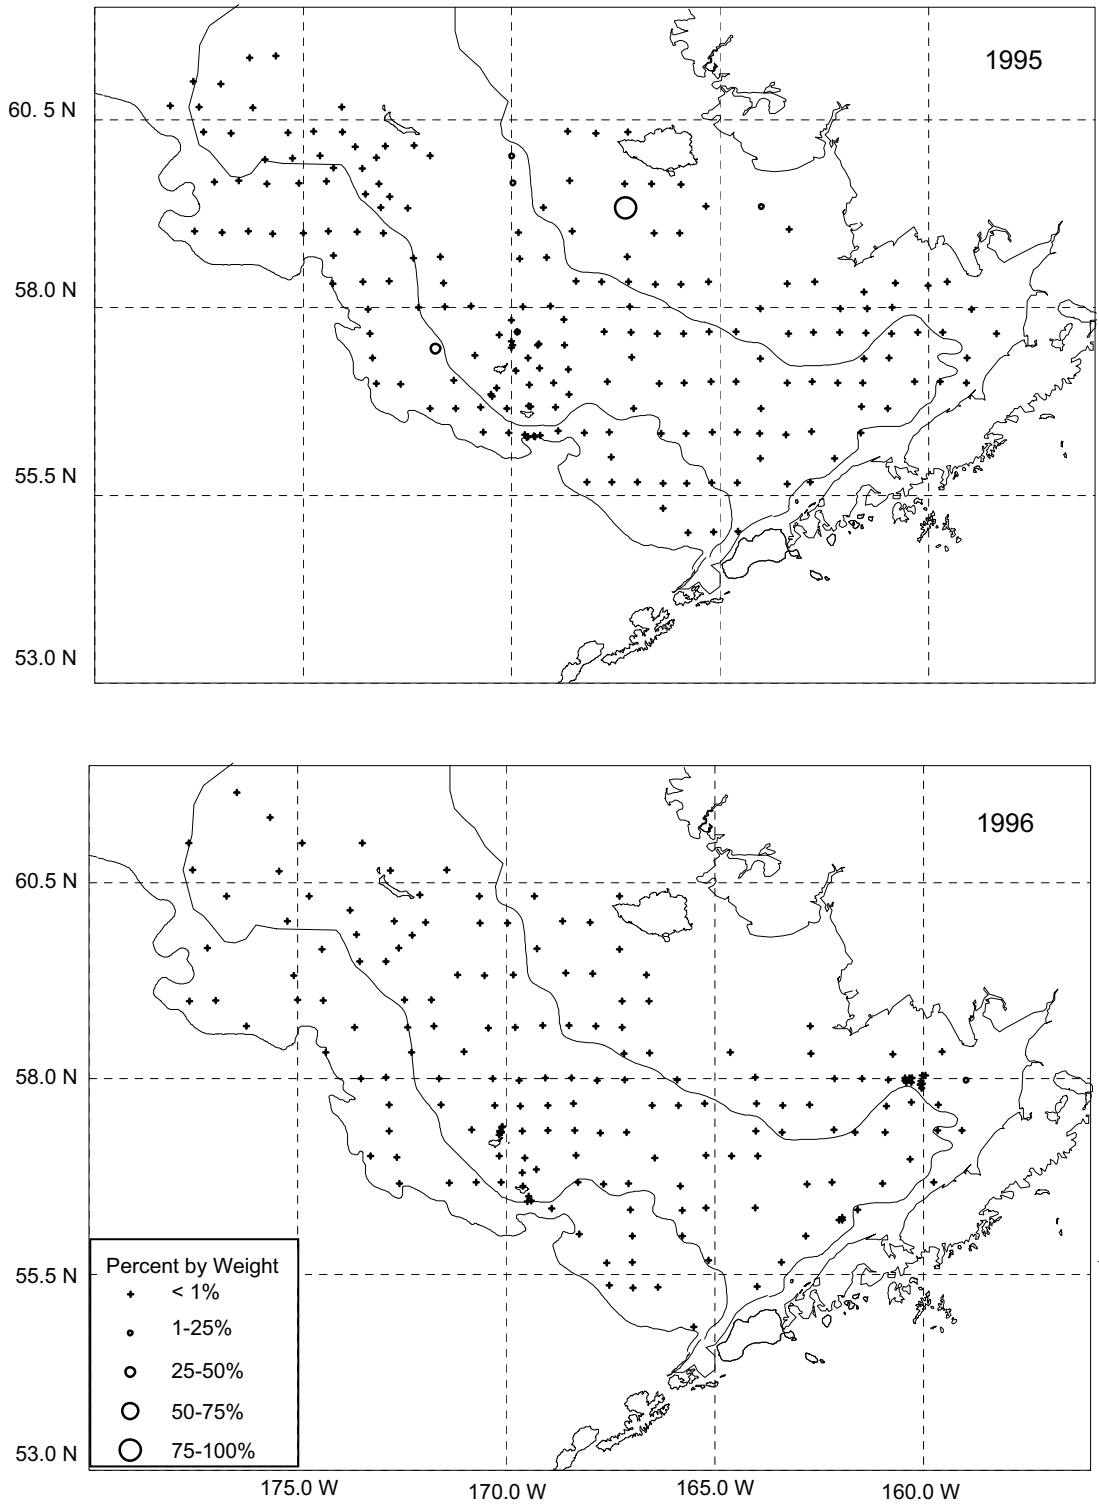 1995
60. 5 N
58.0 N
55.5 N
53.0 N
1996
60.5 N
58.0 N
55.5 N
53.0 N
Percent by Weight
< 1%
1-25%
25-50%
50-75%
75-100%
175.0 W 170.0 W 165.0 W 160.0 W